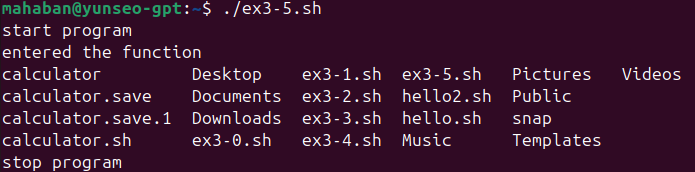 mahaban@yunseo-gpt:~$ ./ex3-5.sh
start program
entered the function
calculator Desktop ex3-1.sh ex3-5.sh Pictures Videos
calculator.save Documents ex3-2.sh hello2.sh Public
calculator.save.1 Downloads ex3-3.sh hello.sh snap
calculator.sh ex3-0.sh ex3-4.sh Music Templates
stop program